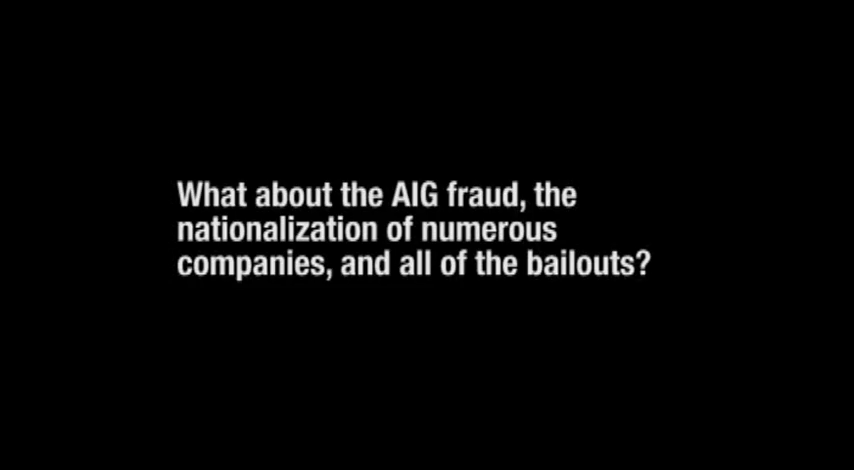 What about the AIG fraud, the
nationalization of numerous
companies, and all of the bailouts?